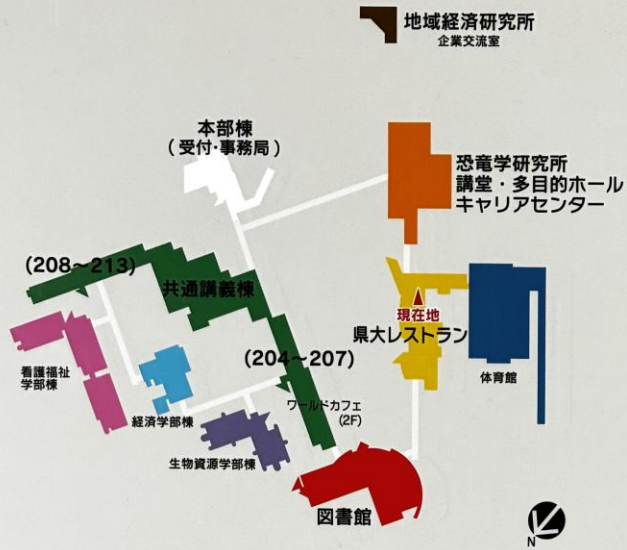 地域経済研究所
企業交流室
本部棟
(受付・事務局)
恐竜学研究所
講堂・多目的ホール
キャリアセンター
(208〜213)
共通講義棟
現在地
県大レストラン
(204〜207)
看護福祉
学部棟
経済学部棟
体育館
ワールドカフェ
(2F)
生物資源学部棟
図書館
N